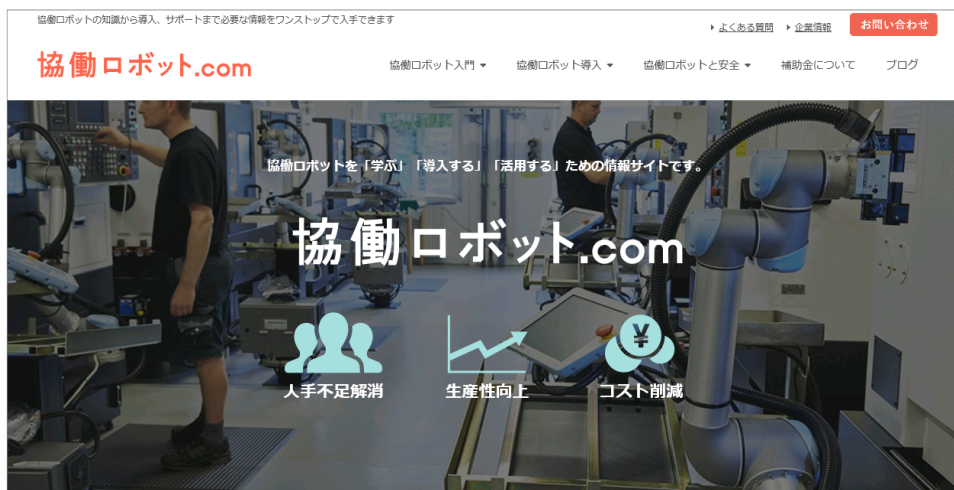 協働ロボットの知識から導入、サポートまで必要な情報をワンストップで入手できます
よくある質問 企業情報 お問い合わせ
協働ロボット.com
協働ロボット入門 協働ロボット導入 協働ロボットと安全 補助金について ブログ
協働ロボットを「学ぶ」「導入する」「活用する」ための情報サイトです。
協働ロボット.com
¥
人手不足解消 生産性向上 コスト削減